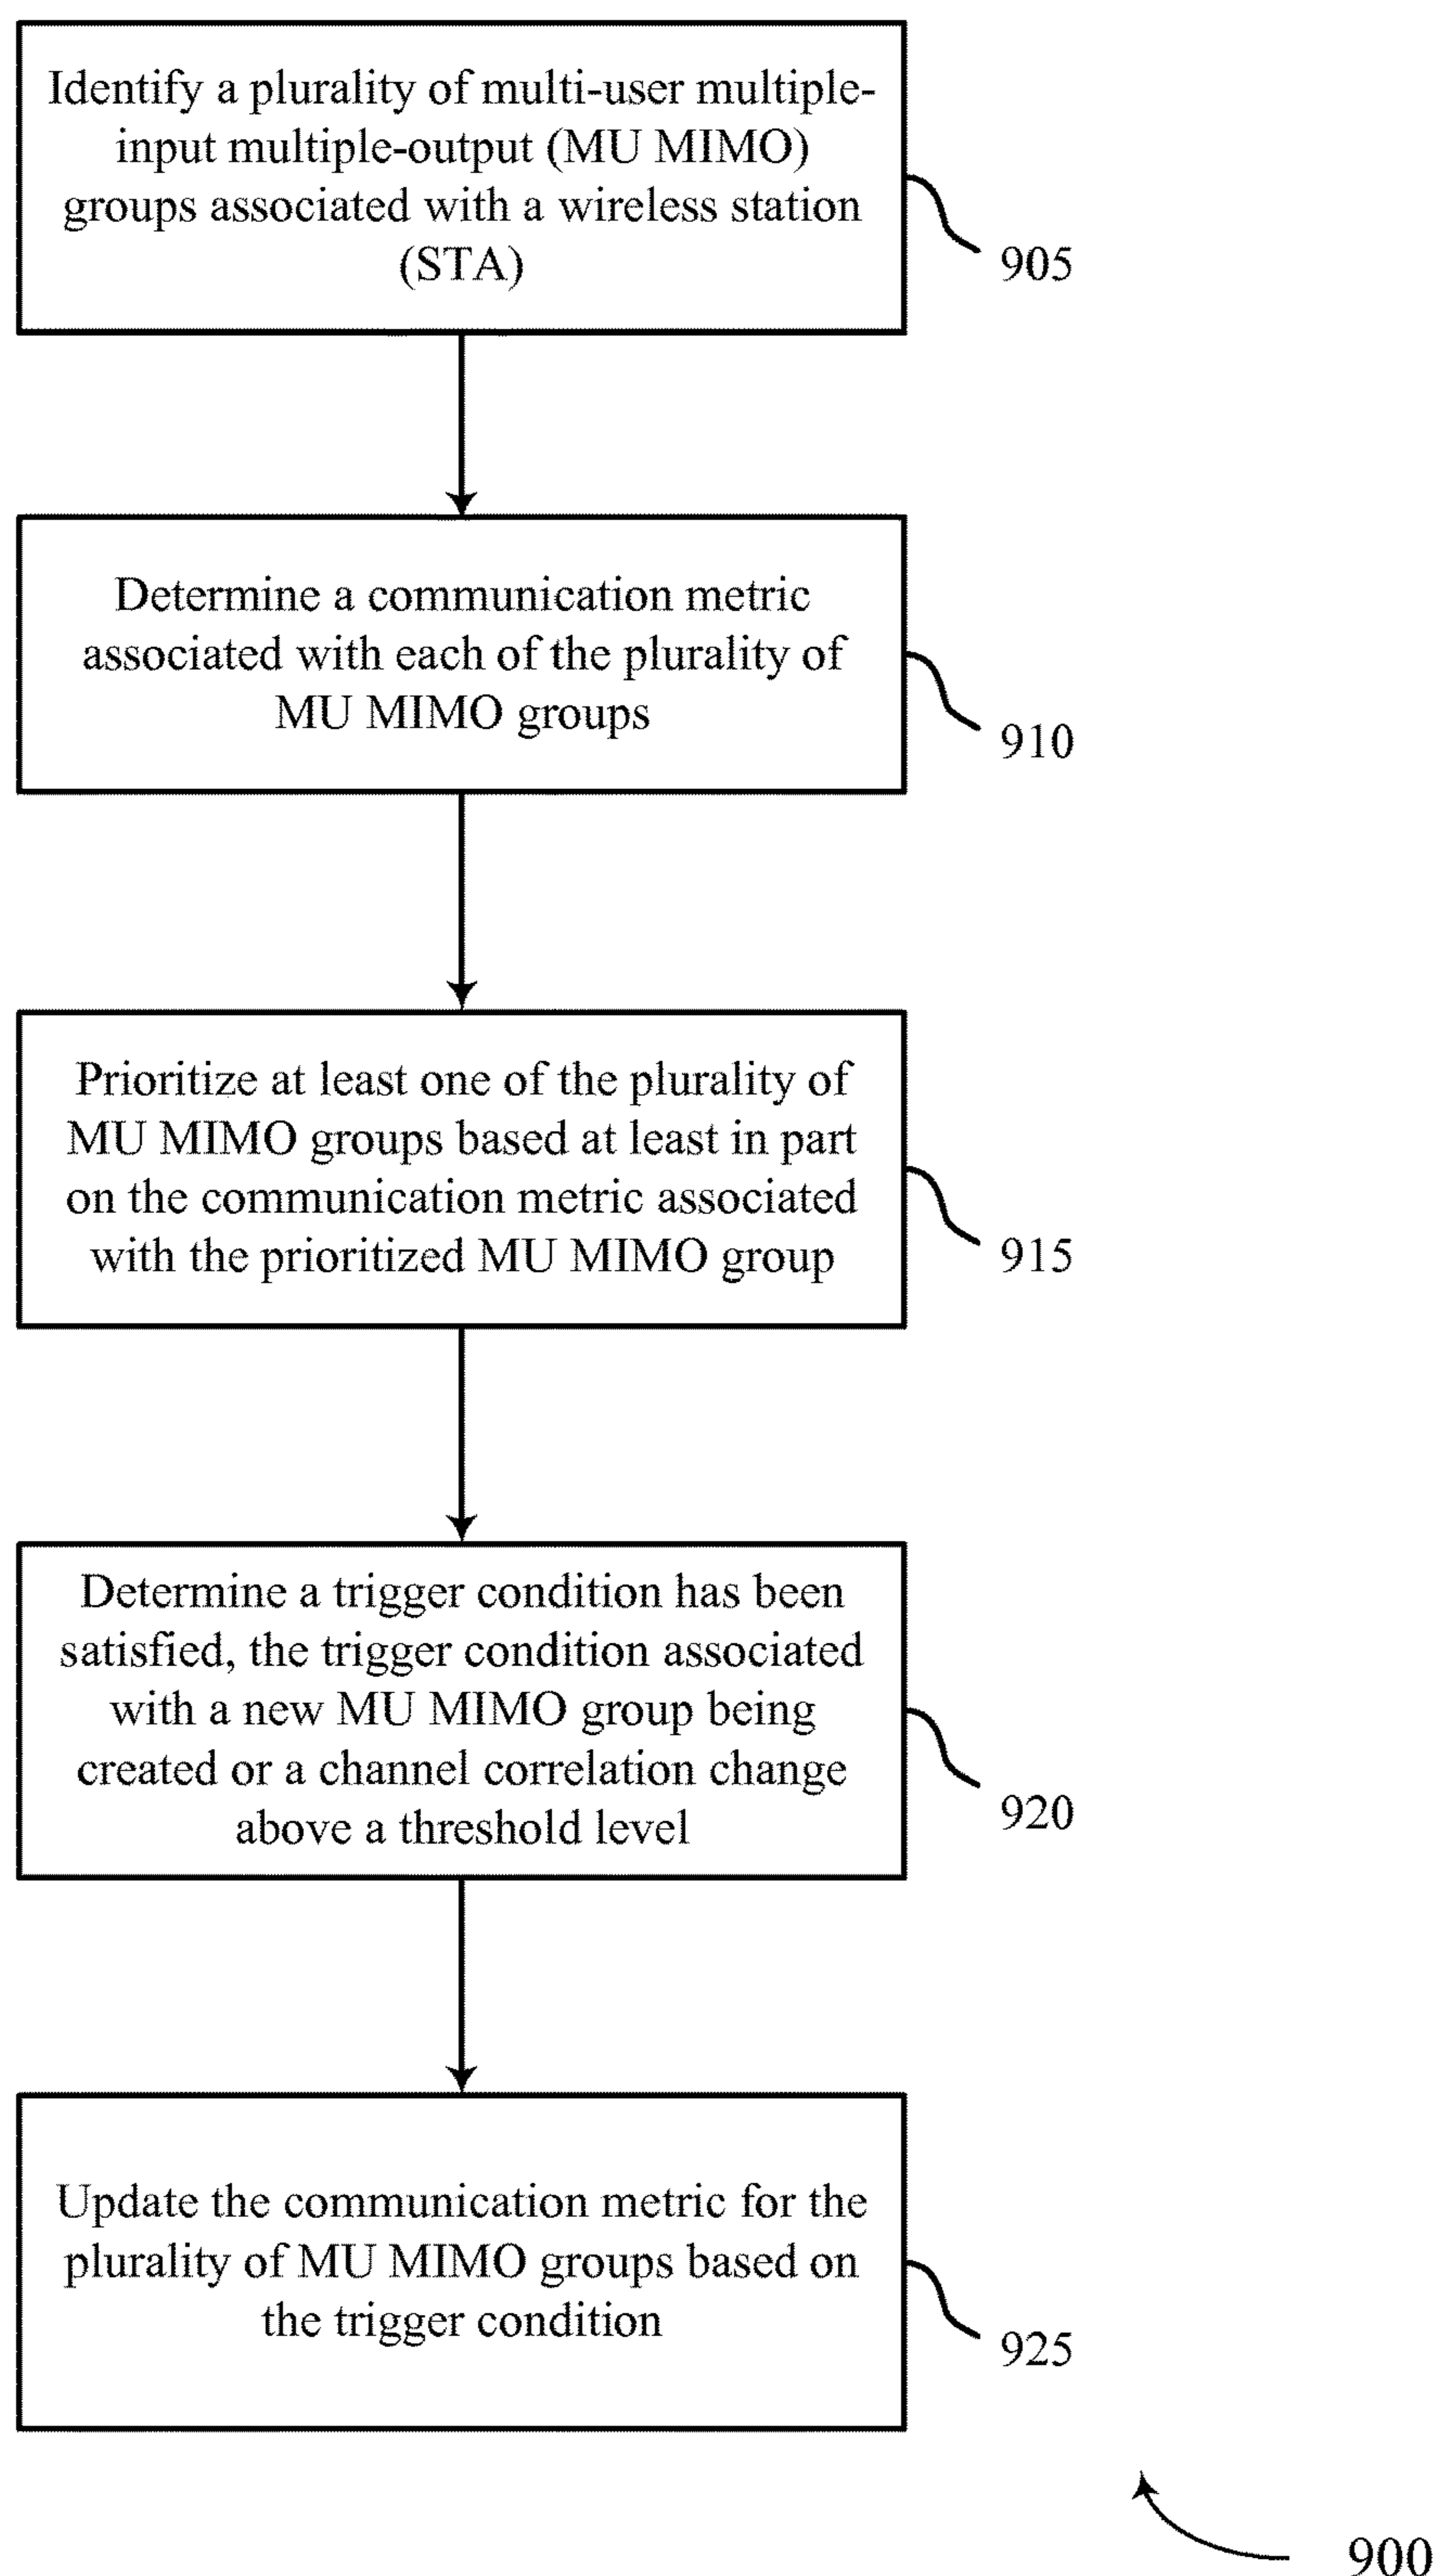 Identify a plurality of multi-user multiple-
input multiple-output (MU MIMO)
groups associated with a wireless station
(STA)
905
Determine a communication metric
associated with each of the plurality of
MU MIMO groups
910
Prioritize at least one of the plurality of
MU MIMO groups based at least in part
on the communication metric associated
with the prioritized MU MIMO group
915
Determine a trigger condition has been
satisfied, the trigger condition associated
with a new MU MIMO group being
created or a channel correlation change
above a threshold level
920
Update the communication metric for the
plurality of MU MIMO groups based on
the trigger condition
925
900